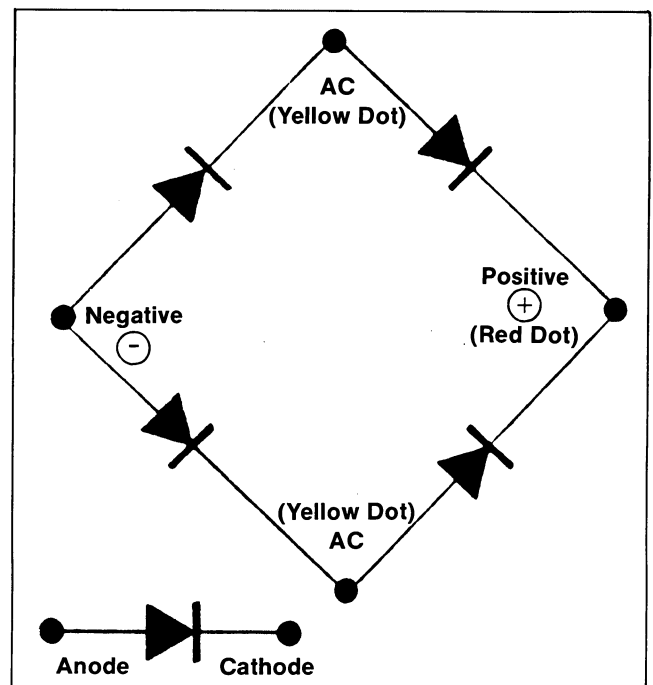 AC
(Yellow Dot)
Positive
+
(Red Dot)
Negative
-
(Yellow Dot)
AC
Anode
Cathode